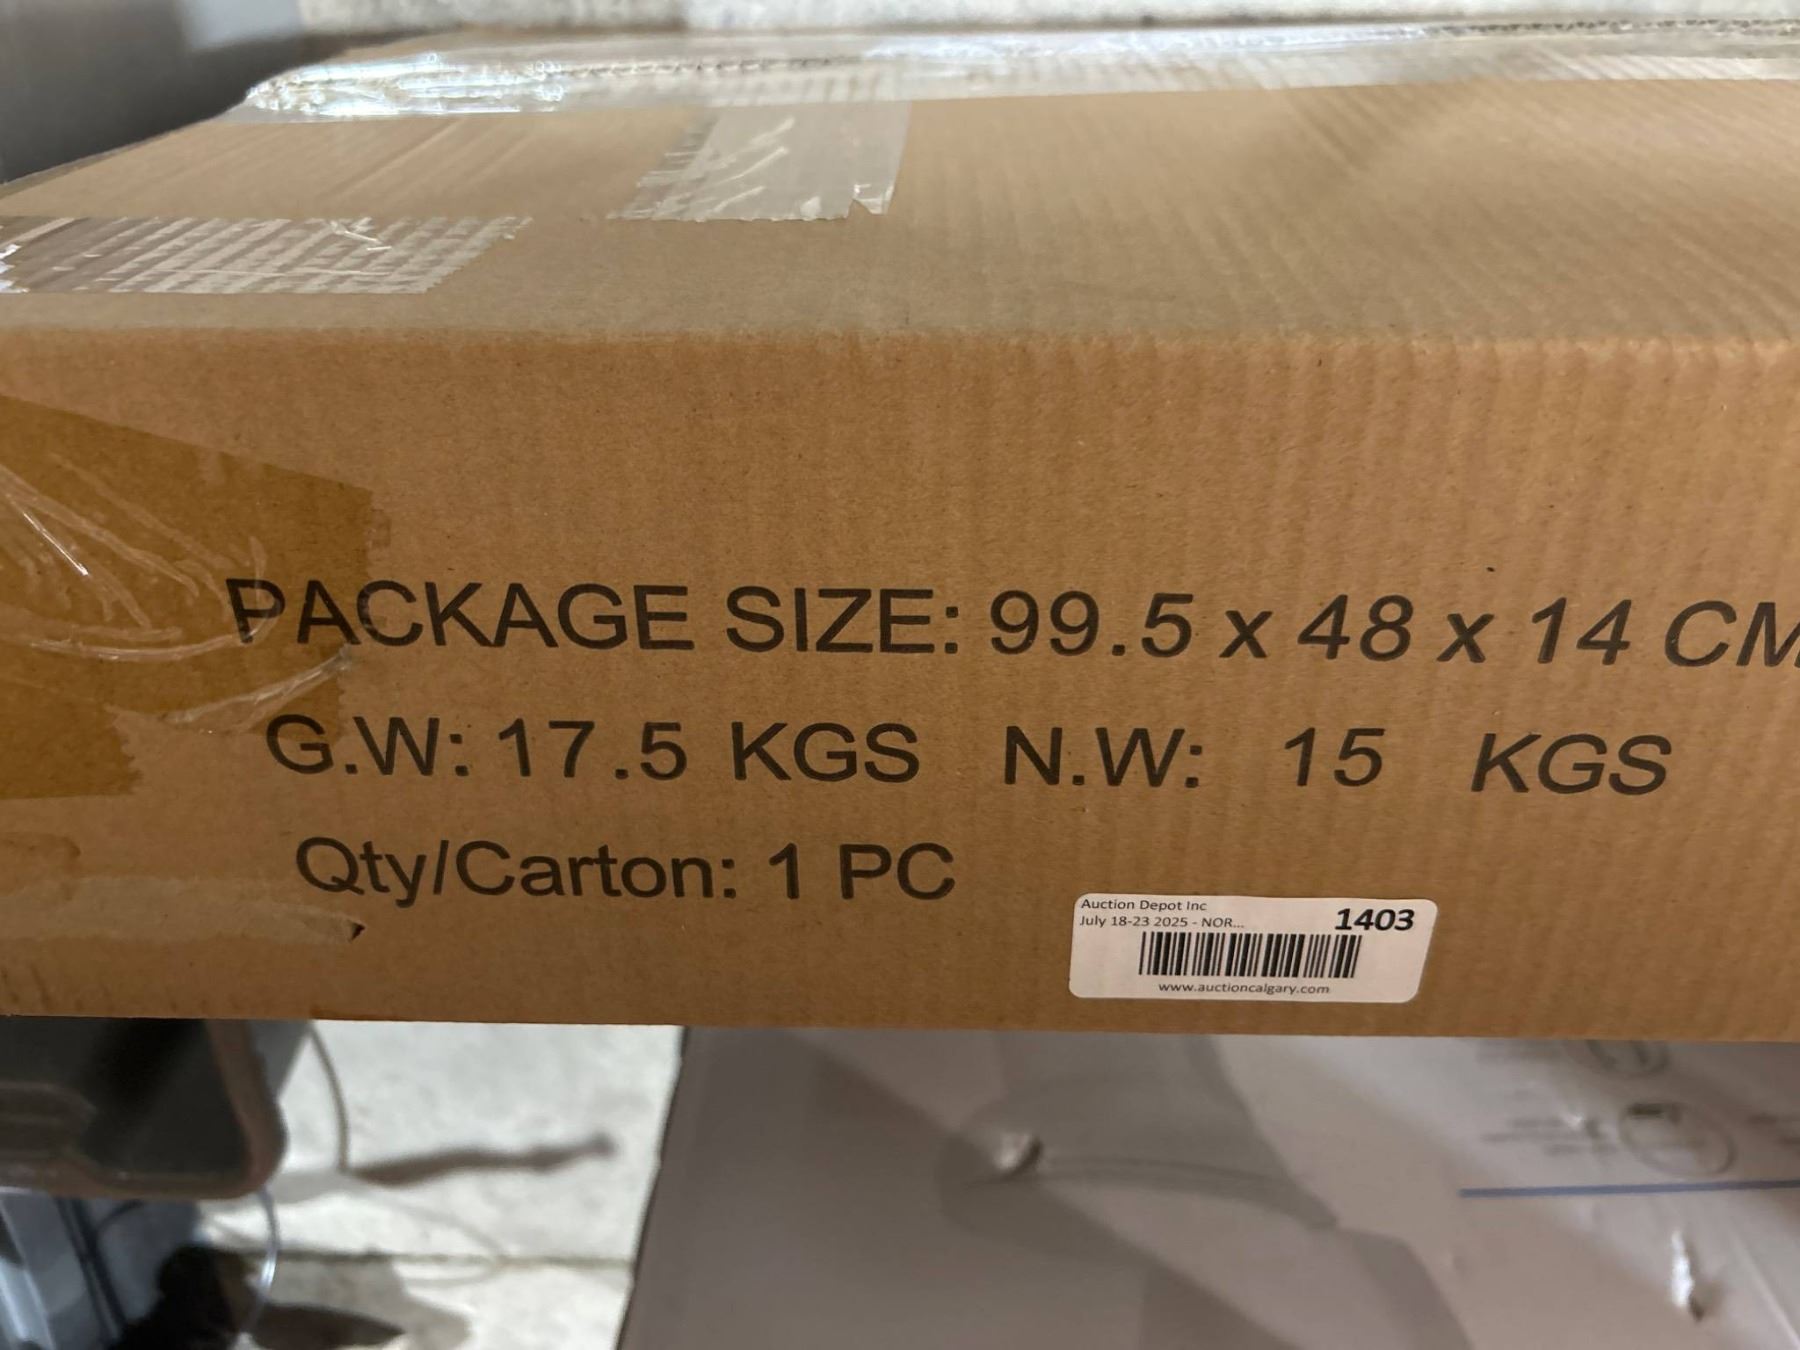 PACKAGE SIZE: 99.5 x 48 x 14 CM
G.W: 17.5 KGS N.W: 15 KGS
Qty/Carton: 1 PC
Auction Depot Inc
July 18-23 2025 - NOR...
1403
www.auctioncalgary.com